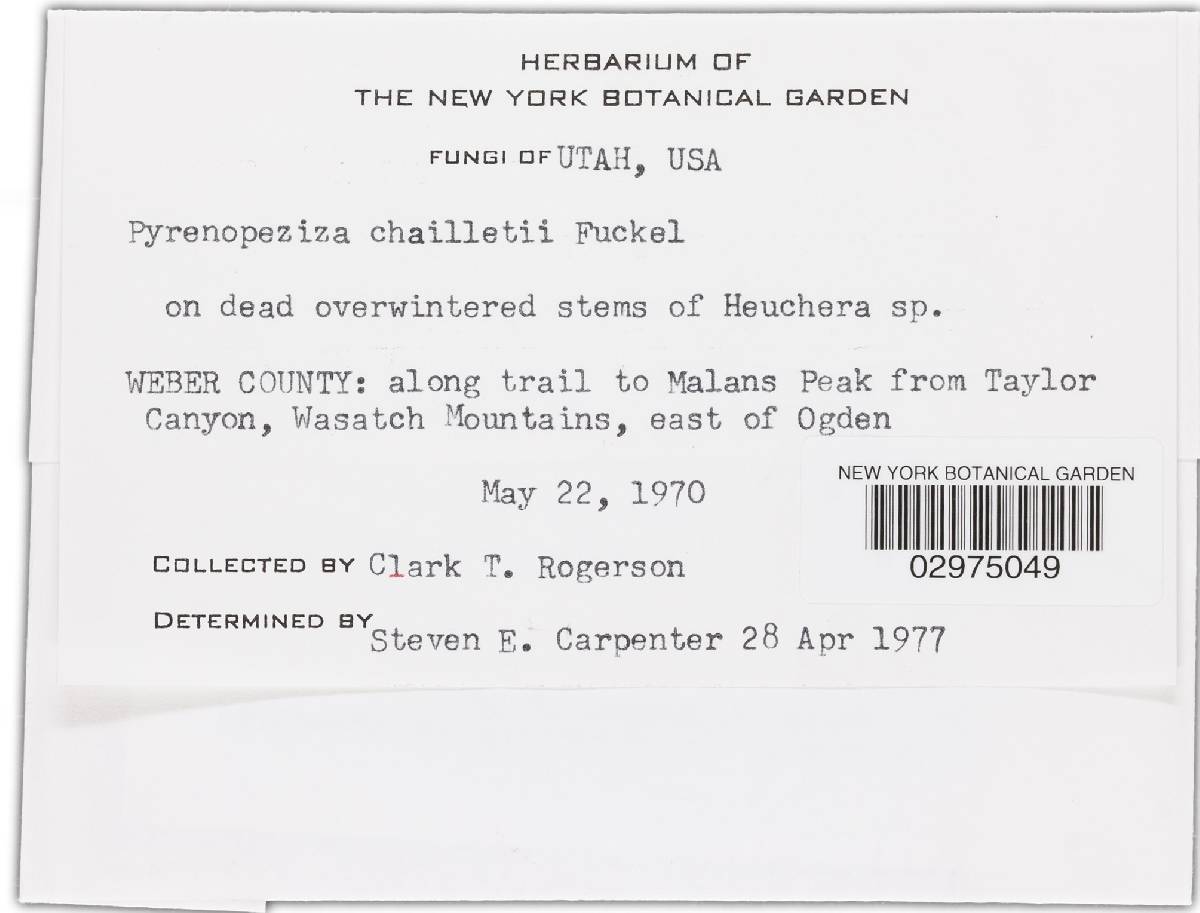 HERBARIUM OF
THE NEW YORK BOTANICAL GARDEN
FUNGI OF UTAH, USA
Pyrenopeziza chailletii Fuckel
on dead overwintered stems of Heuchera sp.
WEBER COUNTY: along trail to Malans Peak from Taylor
Canyon, Wasatch Mountains, east of Ogden
May 22, 1970
NEW YORK BOTANICAL GARDEN
02975049
COLLECTED BY Clark T. Rogerson
DETERMINED BY Steven E. Carpenter 28 Apr 1977